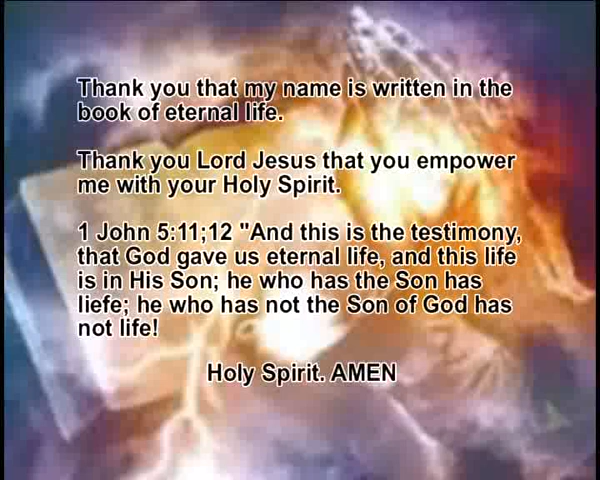 Thank you that my name is written in the
book of eternal life.
Thank you Lord Jesus that you empower
me with your Holy Spirit.
1 John 5:11;12 "And this is the testimony,
that God gave us eternal life, and this life
is in His Son; he who has the Son has
liefe; he who has not the Son of God has
not life!
Holy Spirit. AMEN